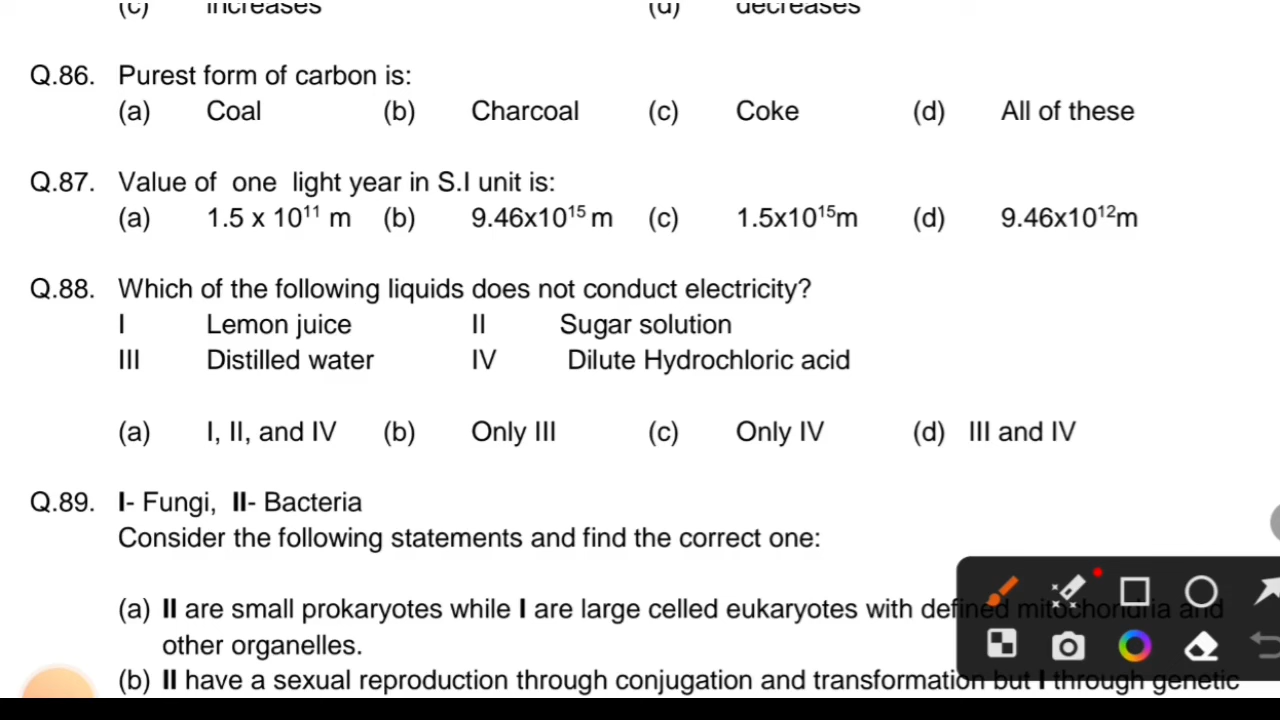 (c) increases (d) decreases
Q.86. Purest form of carbon is:
(a) Coal (b) Charcoal (c) Coke (d) All of these
Q.87. Value of one light year in S.I unit is:
(a) 1.5 x 10¹¹ m (b) 9.46x10¹⁵ m (c) 1.5x10¹⁵m (d) 9.46x10¹²m
Q.88. Which of the following liquids does not conduct electricity?
I Lemon juice II Sugar solution
III Distilled water IV Dilute Hydrochloric acid
(a) I, II, and IV (b) Only III (c) Only IV (d) III and IV
Q.89. I- Fungi, II- Bacteria
Consider the following statements and find the correct one:
(a) II are small prokaryotes while I are large celled eukaryotes with defined mitochondria and
other organelles.
(b) II have a sexual reproduction through conjugation and transformation but I through genetic